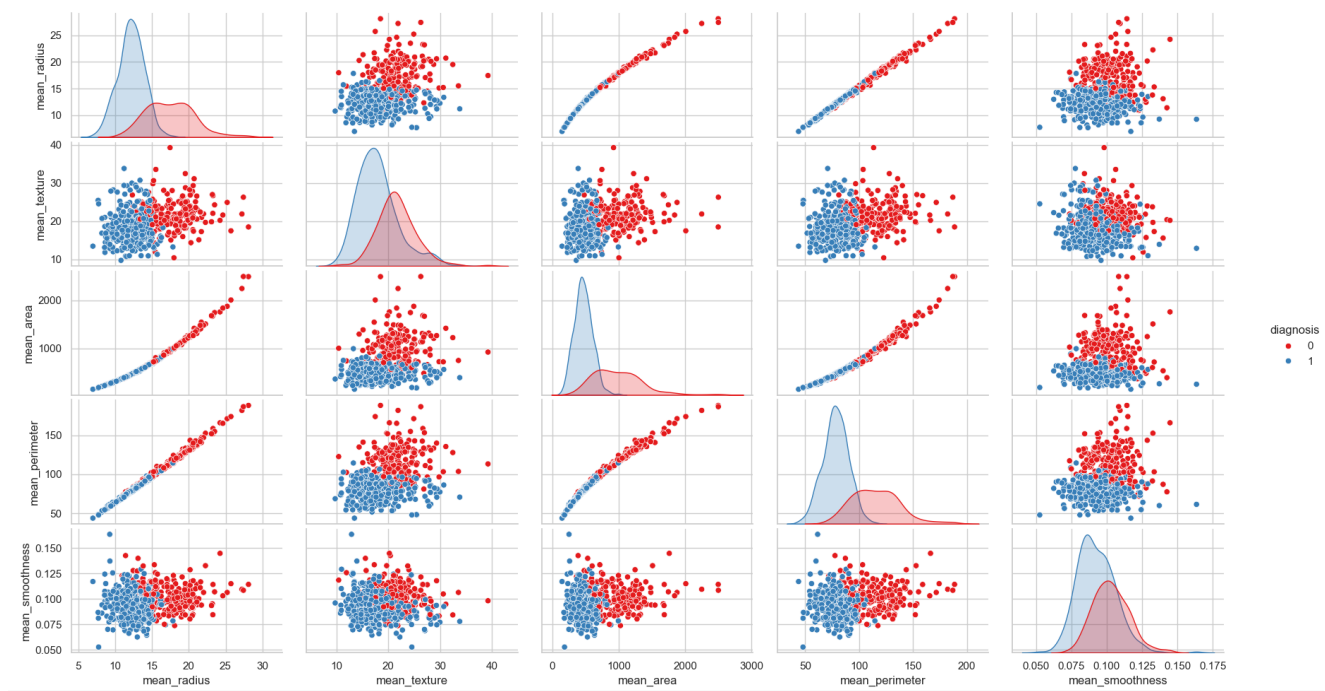 mean_radius
25
20
15
10
mean_texture
40
30
20
10
mean_area
2000
1000
diagnosis
0
1
mean_perimeter
150
100
50
mean_smoothness
0.150
0.125
0.100
0.075
0.050
5 10 15 20 25 30
10 20 30 40
0 1000 2000 3000
50 100 150 200
0.050 0.075 0.100 0.125 0.150 0.175
mean_radius
mean_texture
mean_area
mean_perimeter
mean_smoothness